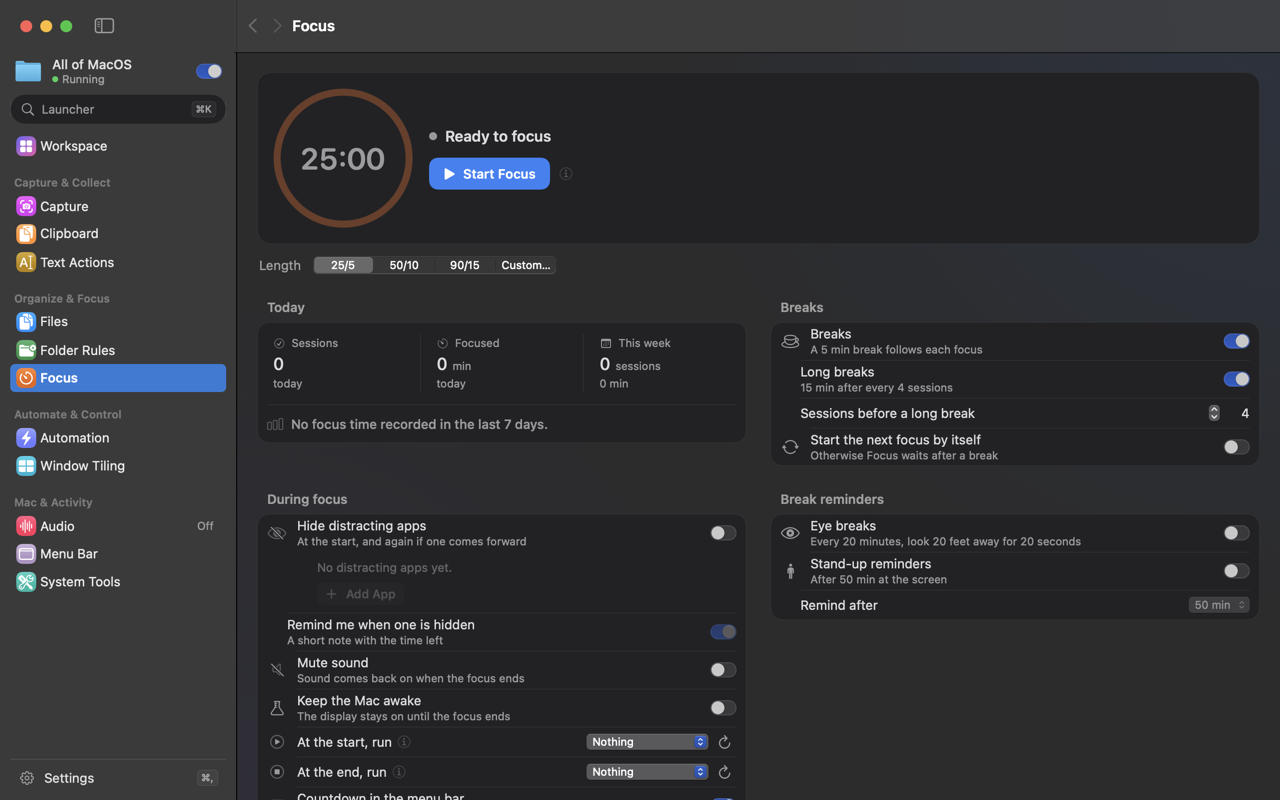 Focus
All of MacOS
Running
Launcher ⌘K
Workspace
Capture & Collect
Capture
Clipboard
Text Actions
Organize & Focus
Files
Folder Rules
Focus
Automate & Control
Automation
Window Tiling
Mac & Activity
Audio Off
Menu Bar
System Tools
Settings ⌘,
25:00
Ready to focus
Start Focus
Length 25/5 50/10 90/15 Custom...
Today
Sessions
0
today
Focused
0 min
today
This week
0 sessions
0 min
No focus time recorded in the last 7 days.
Breaks
Breaks
A 5 min break follows each focus
Long breaks
15 min after every 4 sessions
Sessions before a long break 4
Start the next focus by itself
Otherwise Focus waits after a break
During focus
Hide distracting apps
At the start, and again if one comes forward
No distracting apps yet.
Add App
Remind me when one is hidden
A short note with the time left
Mute sound
Sound comes back on when the focus ends
Keep the Mac awake
The display stays on until the focus ends
At the start, run Nothing
At the end, run Nothing
Countdown in the menu bar
Break reminders
Eye breaks
Every 20 minutes, look 20 feet away for 20 seconds
Stand-up reminders
After 50 min at the screen
Remind after 50 min